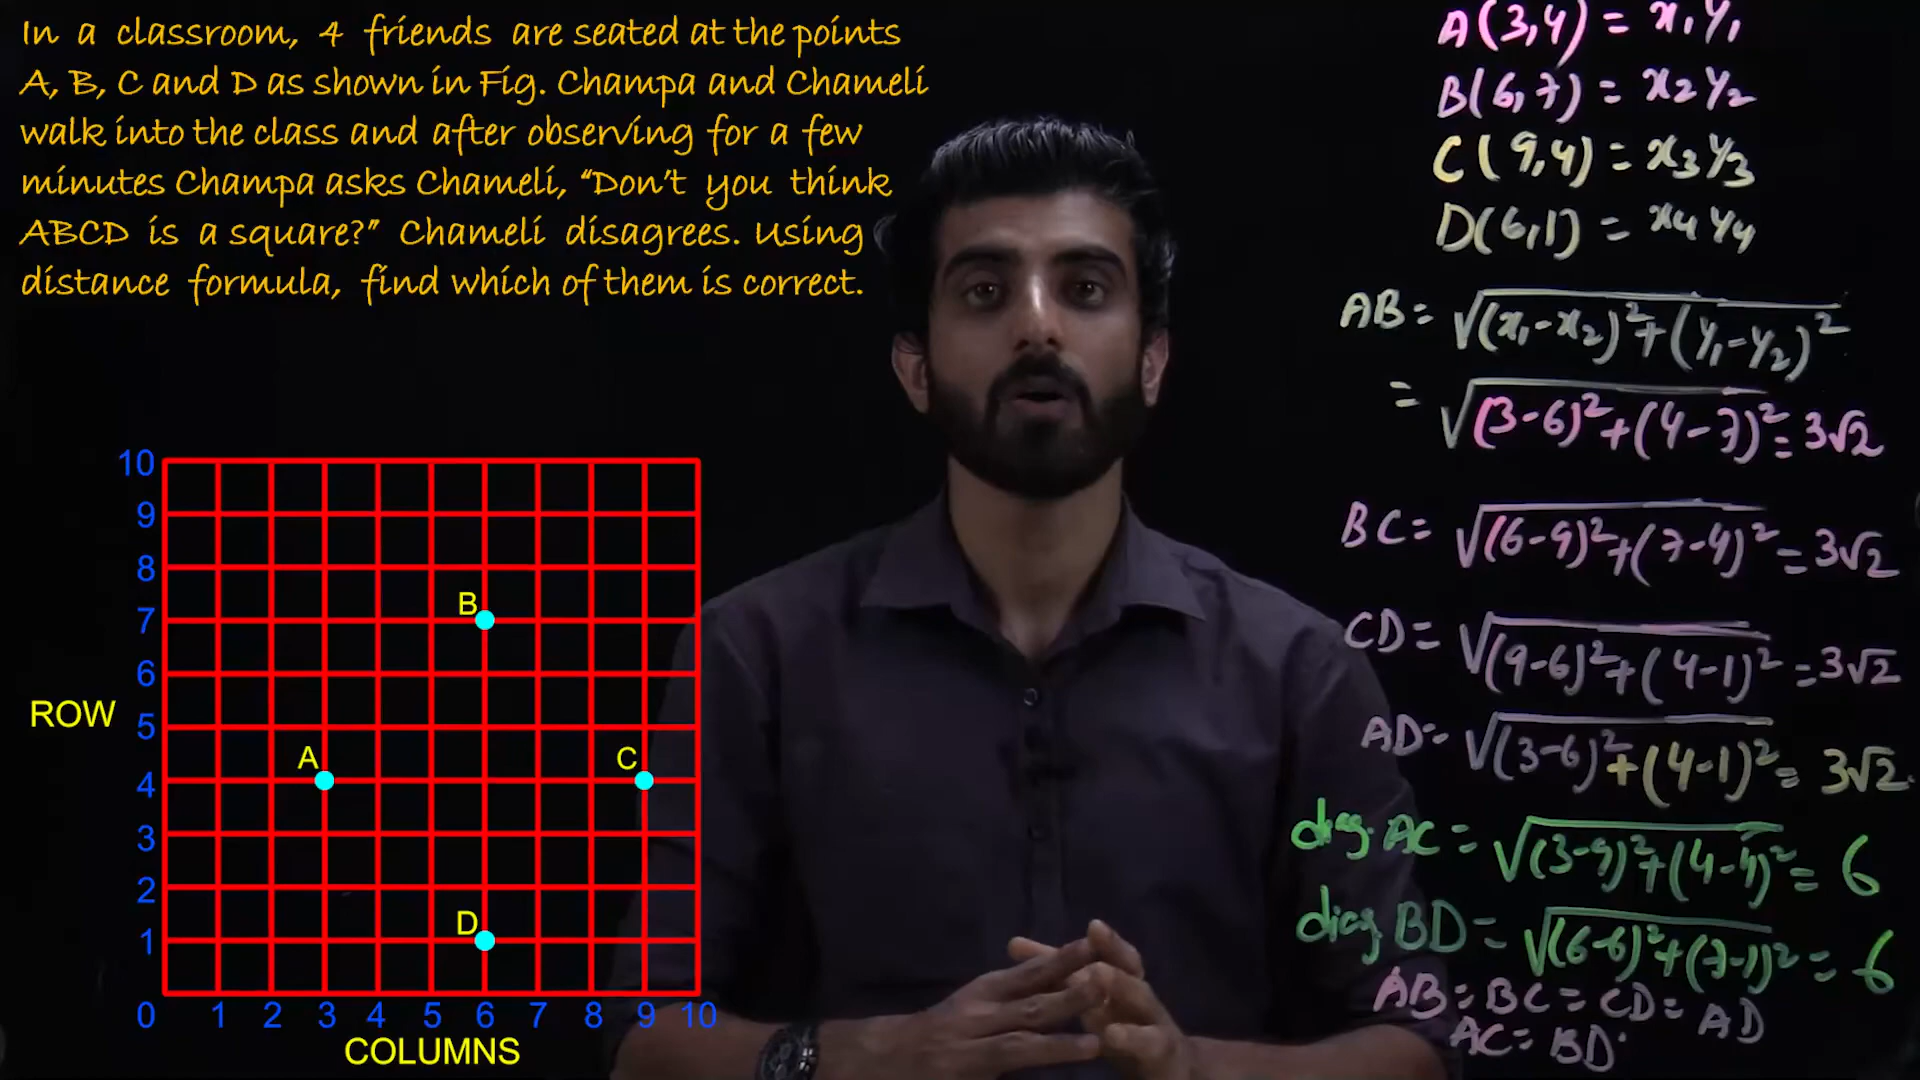 In a classroom, 4 friends are seated at the points
A, B, C and D as shown in Fig. Champa and Chameli
walk into the class and after observing for a few
minutes Champa asks Chameli, “Don’t you think
ABCD is a square?” Chameli disagrees. Using
distance formula, find which of them is correct.
10
9
8
B
7
6
ROW
5
A C
4
3
2
D
1
0 1 2 3 4 5 6 7 8 9 10
COLUMNS
A(3,4) = x₁y₁
B(6,7) = x₂y₂
C(9,4) = x₃y₃
D(6,1) = x₄y₄
AB = √(x₁-x₂)²+(y₁-y₂)²
= √(3-6)²+(4-7)² = 3√2
BC = √(6-9)²+(7-4)² = 3√2
CD = √(9-6)²+(4-1)² = 3√2
AD = √(3-6)²+(4-1)² = 3√2.
diag. AC = √(3-9)²+(4-4)² = 6
diag. BD = √(6-6)²+(7-1)² = 6
AB = BC = CD = AD
AC = BD